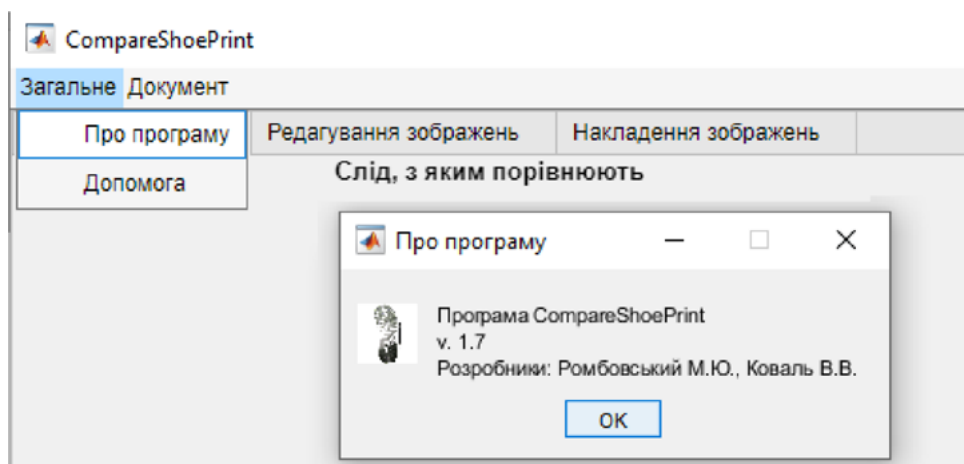 CompareShoePrint
Загальне Документ
Про програму Редагування зображень Накладення зображень
Допомога
Слід, з яким порівнюють
Про програму
Програма CompareShoePrint
v. 1.7
Розробники: Ромбовський М.Ю., Коваль В.В.
OK